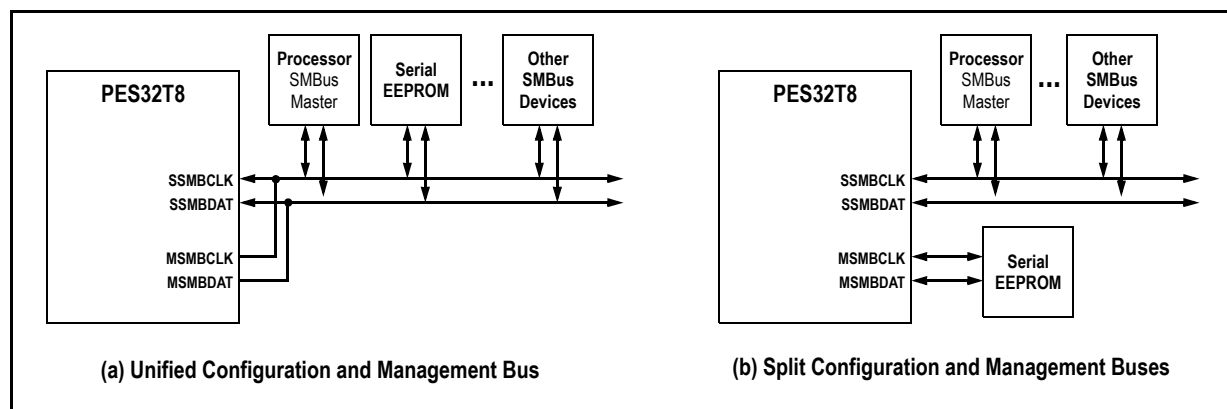 PES32T8
Processor
SMBus
Master
Serial
EEPROM
...
Other
SMBus
Devices
SSMBCLK
SSMBDAT
MSMBCLK
MSMBDAT
(a) Unified Configuration and Management Bus
PES32T8
Processor
SMBus
Master
...
Other
SMBus
Devices
SSMBCLK
SSMBDAT
MSMBCLK
MSMBDAT
Serial
EEPROM
(b) Split Configuration and Management Buses